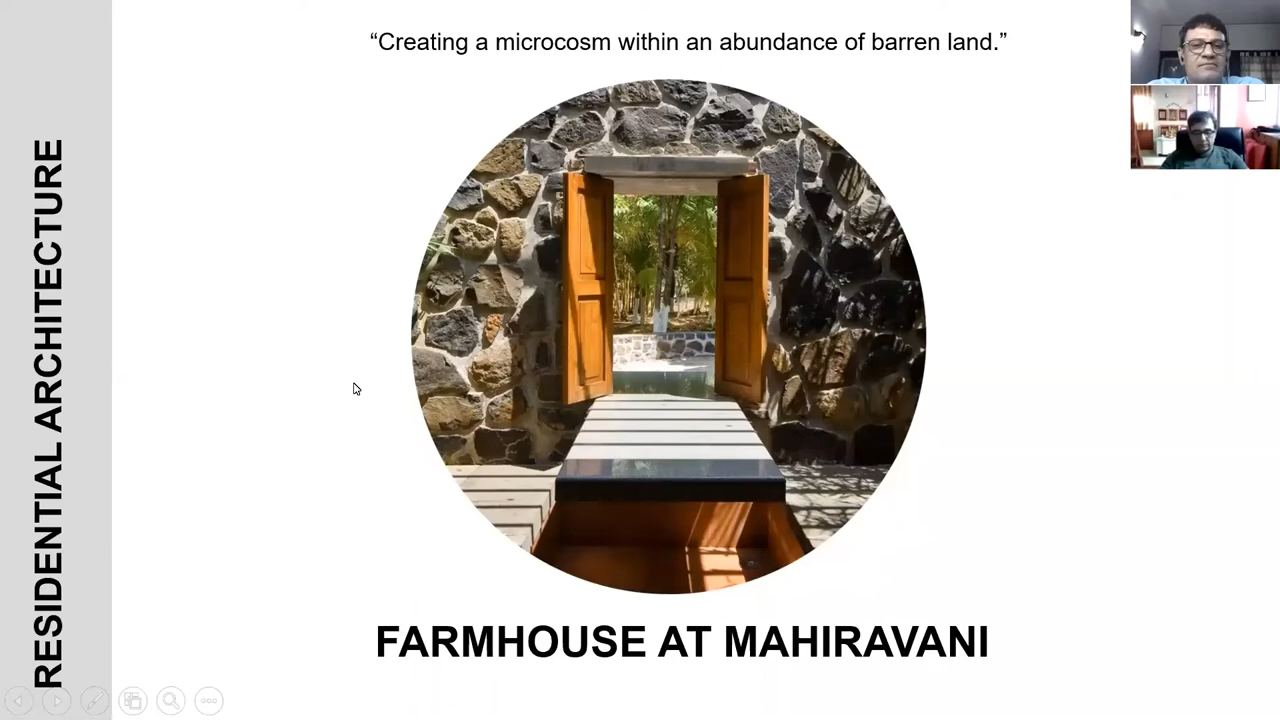 “Creating a microcosm within an abundance of barren land.”
RESIDENTIAL ARCHITECTURE
FARMHOUSE AT MAHIRAVANI